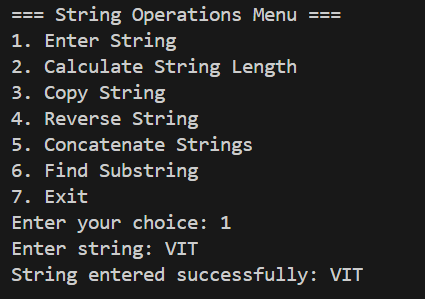 === String Operations Menu ===
1. Enter String
2. Calculate String Length
3. Copy String
4. Reverse String
5. Concatenate Strings
6. Find Substring
7. Exit
Enter your choice: 1
Enter string: VIT
String entered successfully: VIT